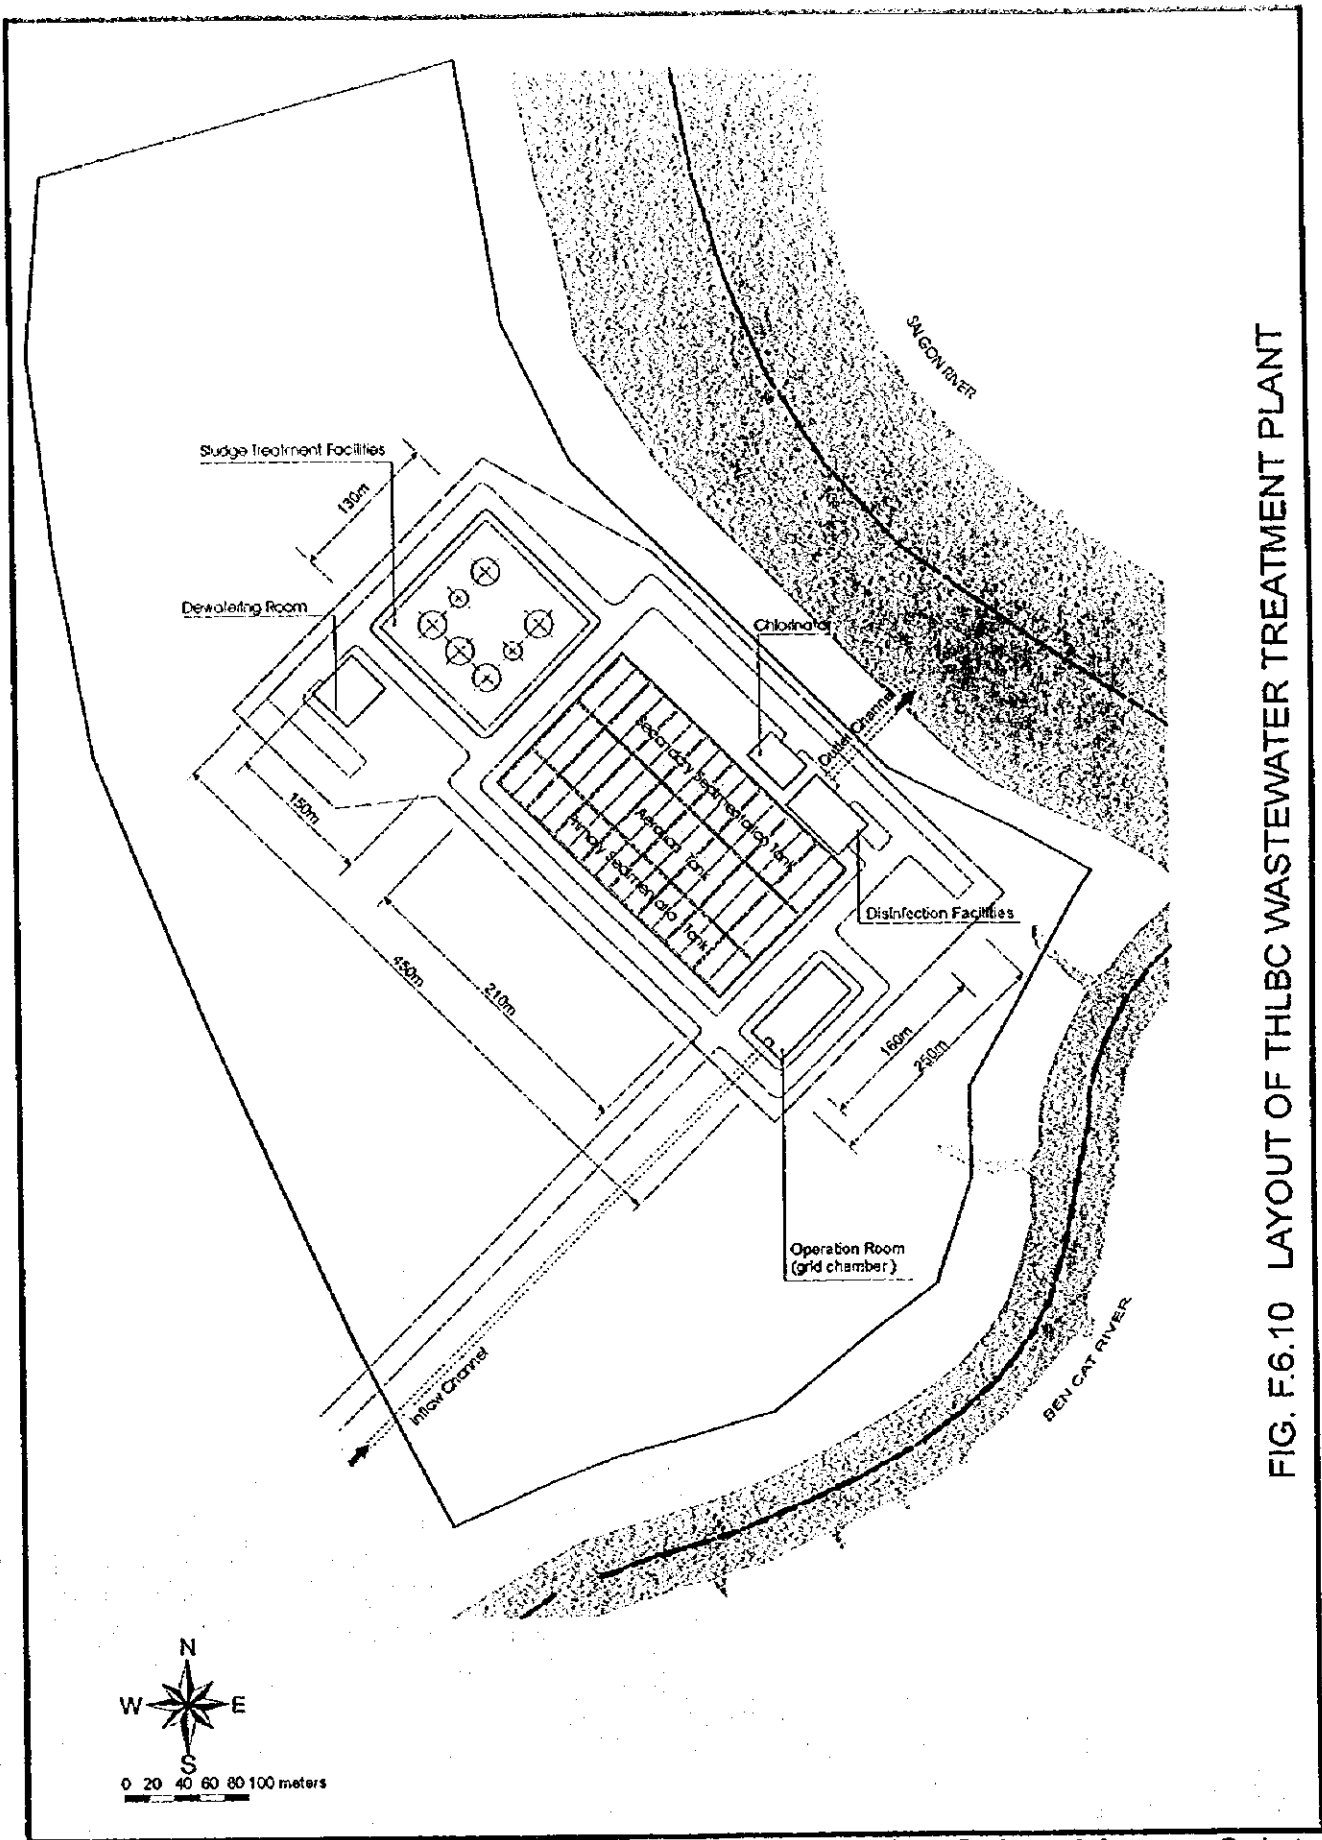 SAIGON RIVER
Sludge Treatment Facilities
130m
Dewatering Room
Chlorinator
Outlet Channel
Secondary Sedimentation Tank
Aeration Tank
Primary Sedimentatio Tank
150m
Disinfection Facilities
450m
210m
160m
250m
Operation Room
(grid chamber)
Inflow Channel
BEN CAT RIVER
N
W E
S
0 20 40 60 80 100 meters
FIG. F.6.10 LAYOUT OF THLBC WASTEWATER TREATMENT PLANT